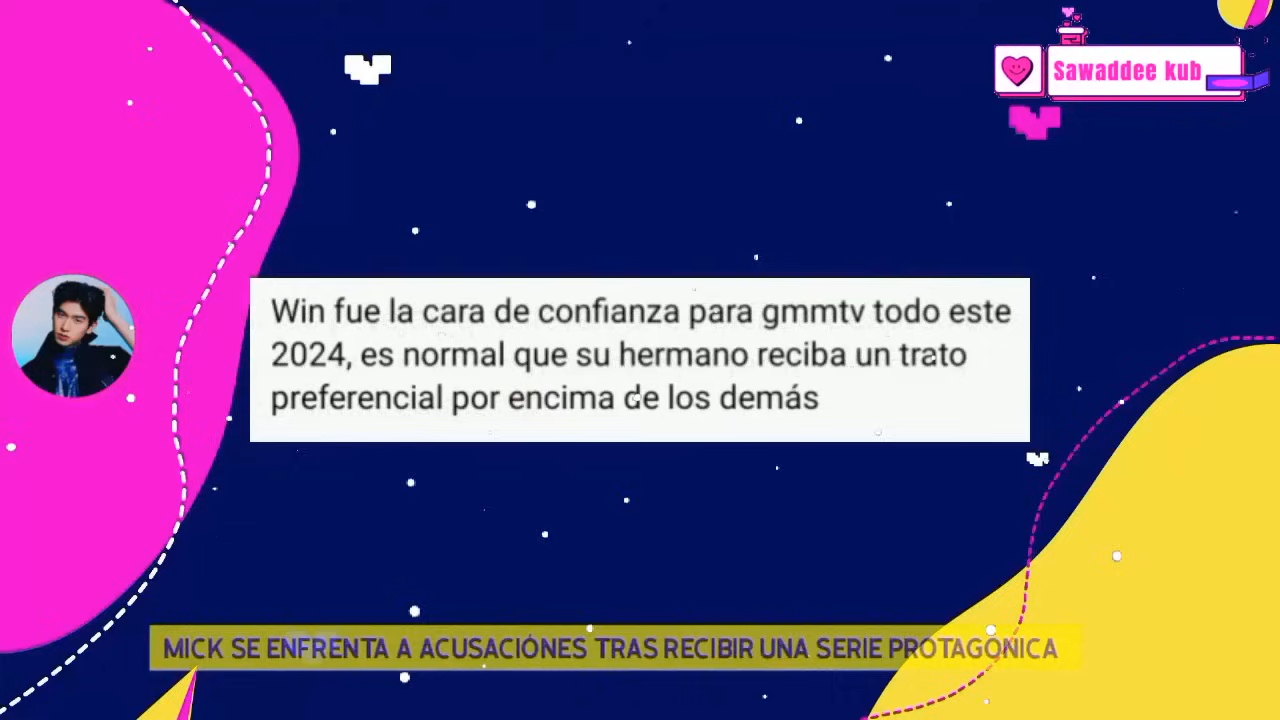 Sawaddee kub
Win fue la cara de confianza para gmmtv todo este
2024, es normal que su hermano reciba un trato
preferencial por encima de los demás
MICK SE ENFRENTA A ACUSACIÓNES TRAS RECIBIR UNA SERIE PROTAGÓNICA